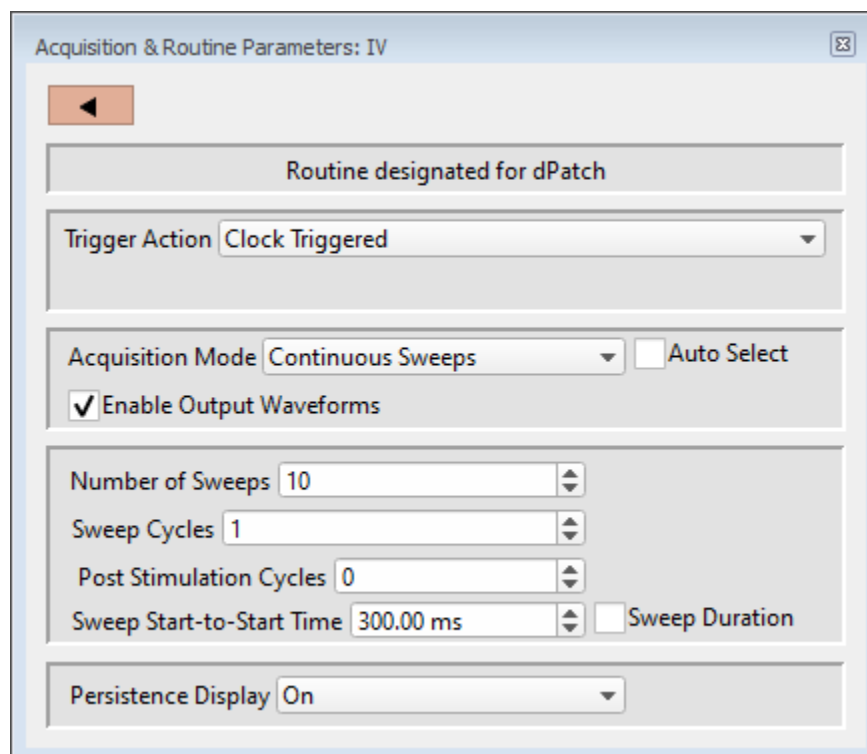 Acquisition & Routine Parameters: IV
Routine designated for dPatch
Trigger Action Clock Triggered
Acquisition Mode Continuous Sweeps Auto Select
Enable Output Waveforms
Number of Sweeps 10
Sweep Cycles 1
Post Stimulation Cycles 0
Sweep Start-to-Start Time 300.00 ms Sweep Duration
Persistence Display On